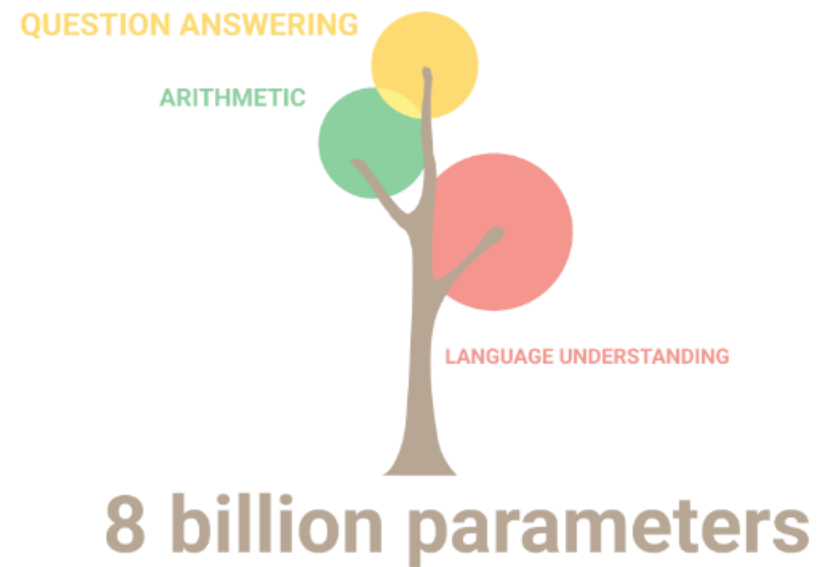 QUESTION ANSWERING
ARITHMETIC
LANGUAGE UNDERSTANDING
8 billion parameters